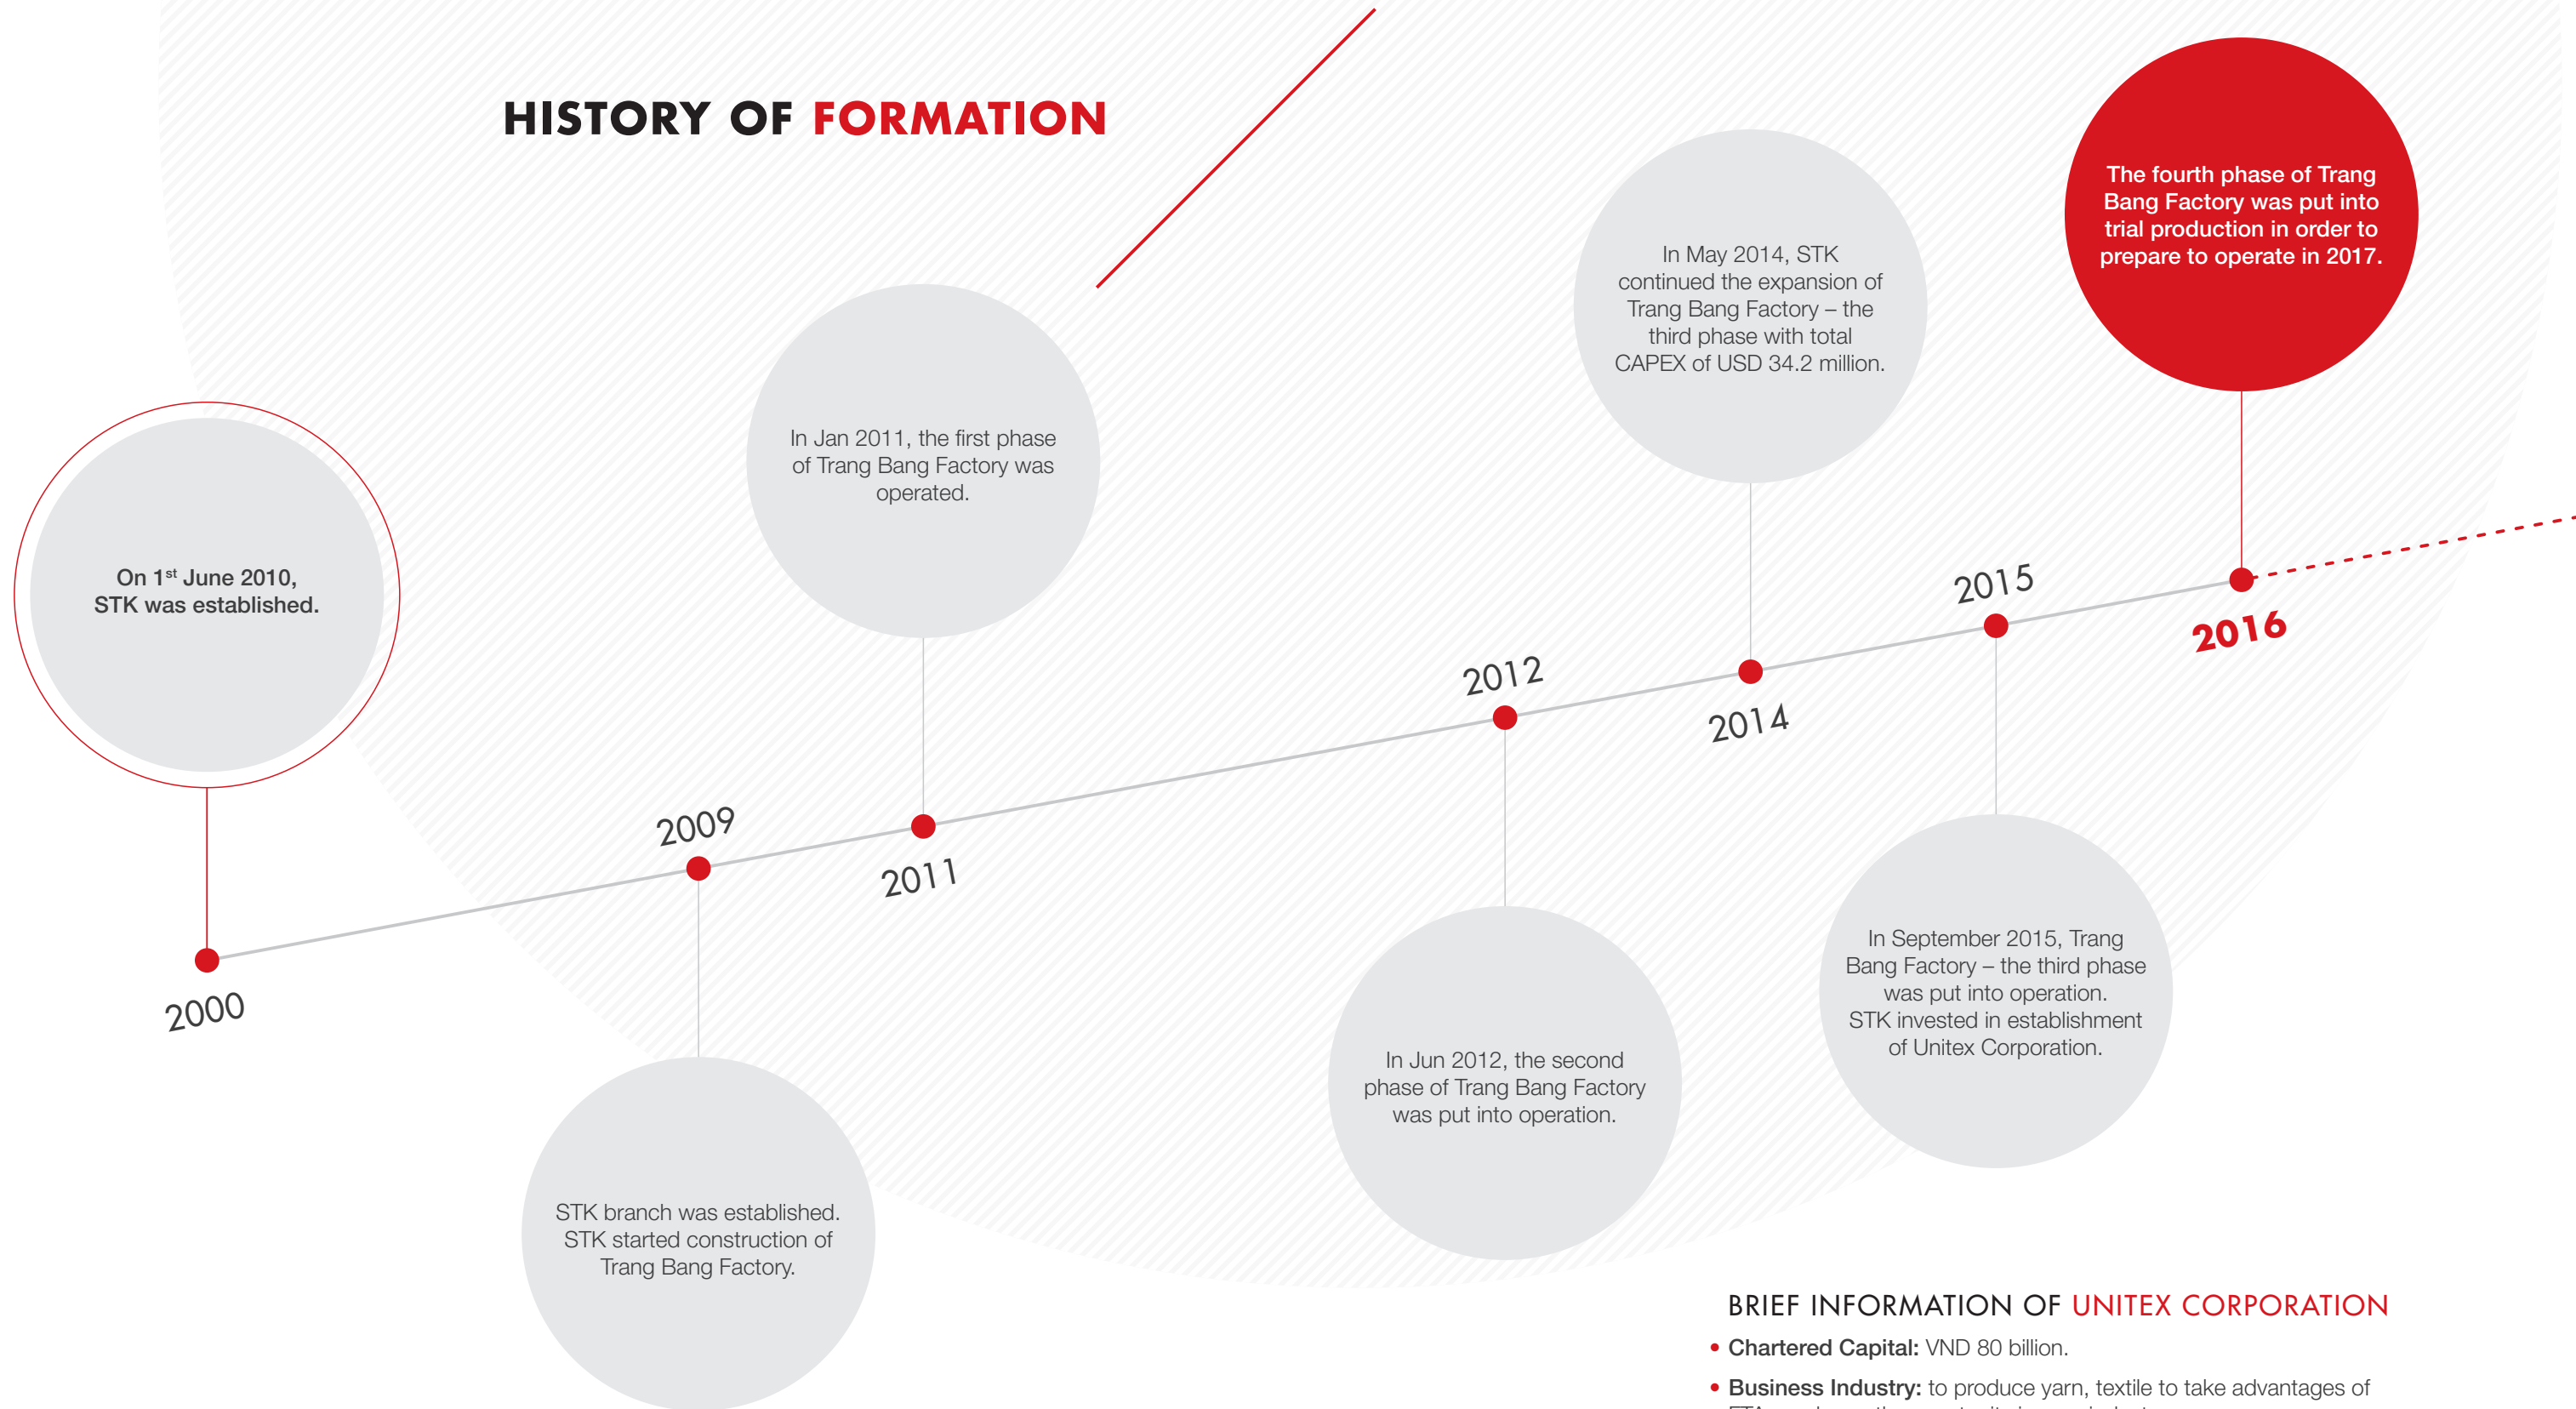 HISTORY OF FORMATION
On 1st June 2010,
STK was established.
2000
2009
STK branch was established.
STK started construction of
Trang Bang Factory.
In Jan 2011, the first phase
of Trang Bang Factory was
operated.
2011
2012
In Jun 2012, the second
phase of Trang Bang Factory
was put into operation.
In May 2014, STK
continued the expansion of
Trang Bang Factory – the
third phase with total
CAPEX of USD 34.2 million.
2014
2015
In September 2015, Trang
Bang Factory – the third phase
was put into operation.
STK invested in establishment
of Unitex Corporation.
The fourth phase of Trang
Bang Factory was put into
trial production in order to
prepare to operate in 2017.
2016
BRIEF INFORMATION OF UNITEX CORPORATION
• Chartered Capital: VND 80 billion.
• Business Industry: to produce yarn, textile to take advantages of